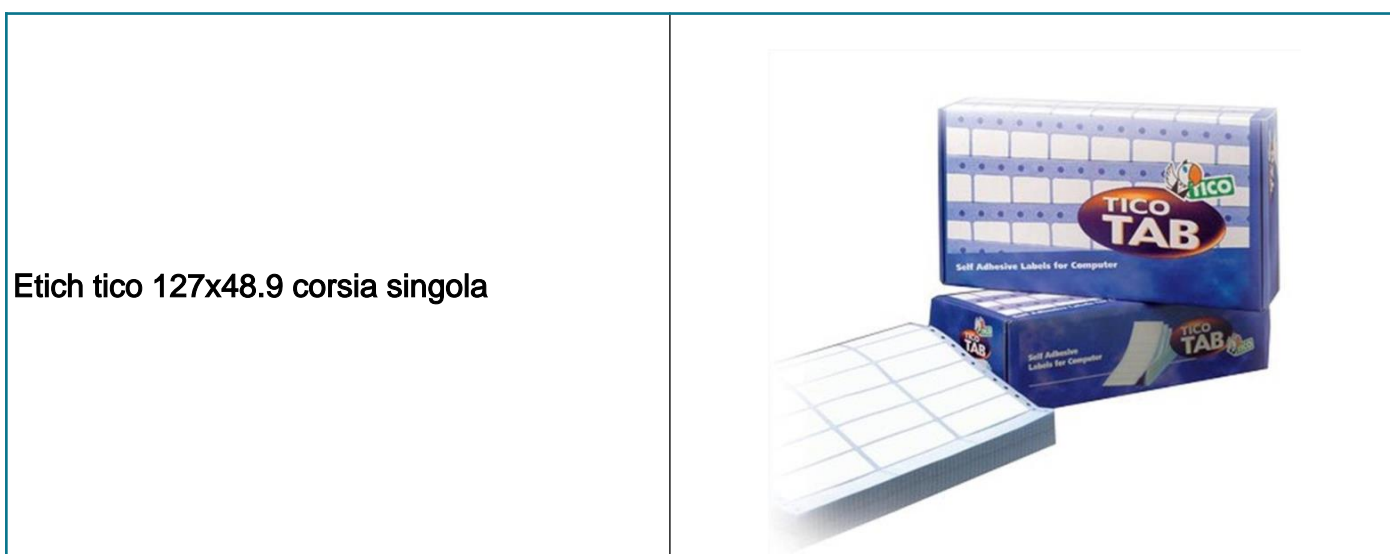 Etich tico 127x48.9 corsia singola
TICO
TICO
TAB
Self Adhesive Labels for Computer
TICO
TAB
Self Adhesive
Labels for Computer
TICO
TAB